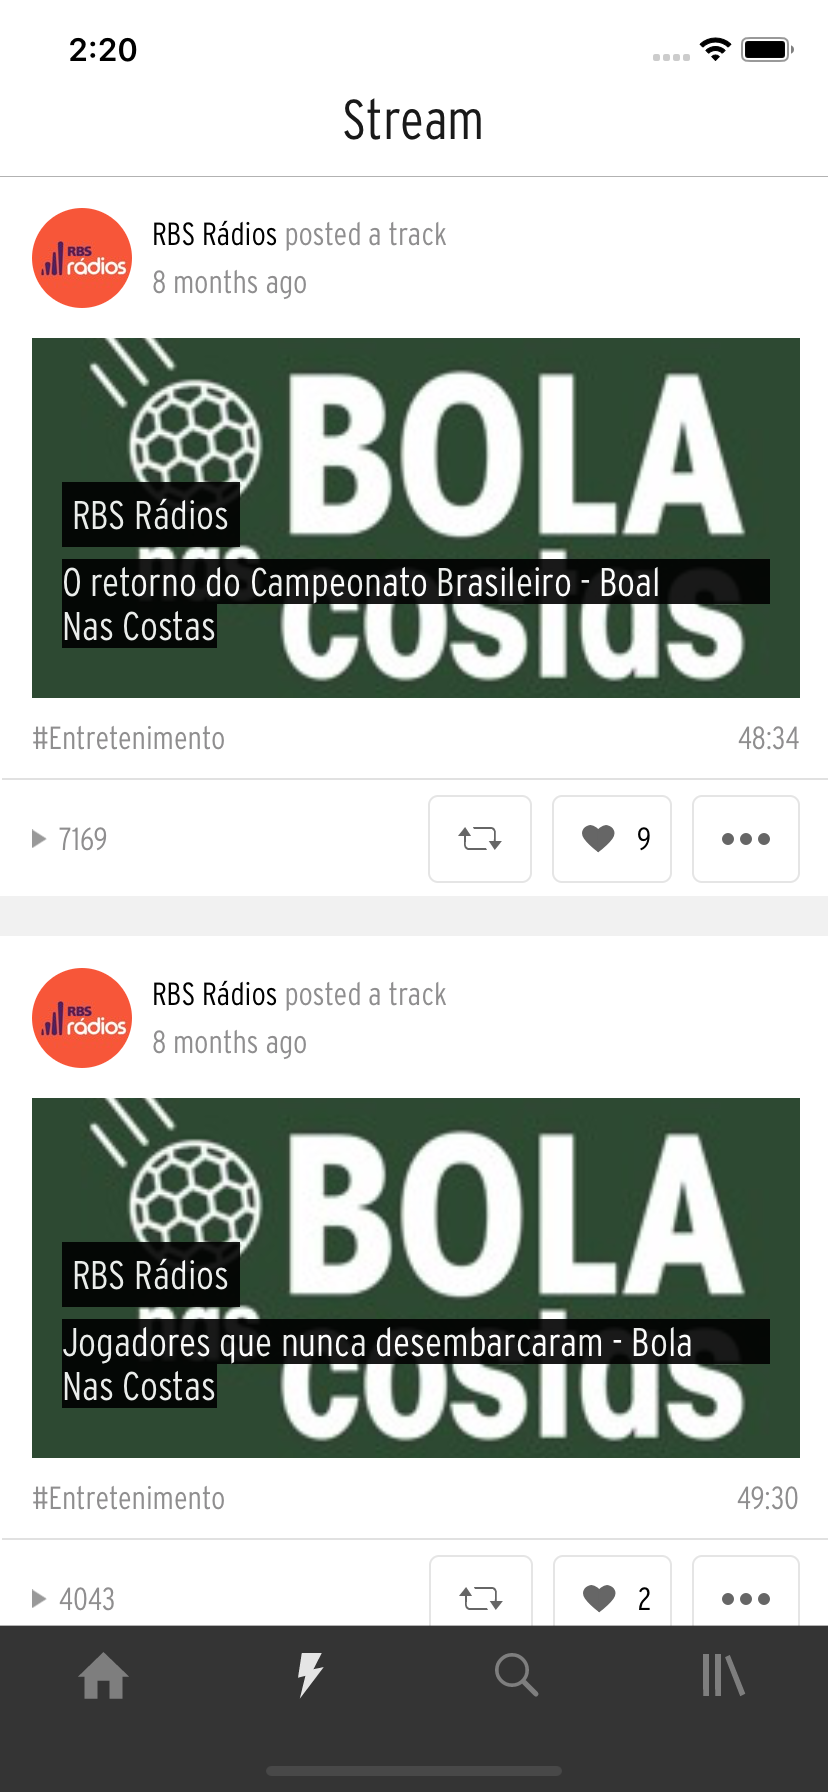 2:20
Stream
RBS Rádios posted a track
RBS
rádios
8 months ago
BOLA
RBS Rádios
nas
O retorno do Campeonato Brasileiro - Boal
Nas Costas
costas
#Entretenimento
48:34
7169
9
RBS Rádios posted a track
RBS
rádios
8 months ago
BOLA
RBS Rádios
nas
Jogadores que nunca desembarcaram - Bola
Nas Costas
costas
#Entretenimento
49:30
4043
2